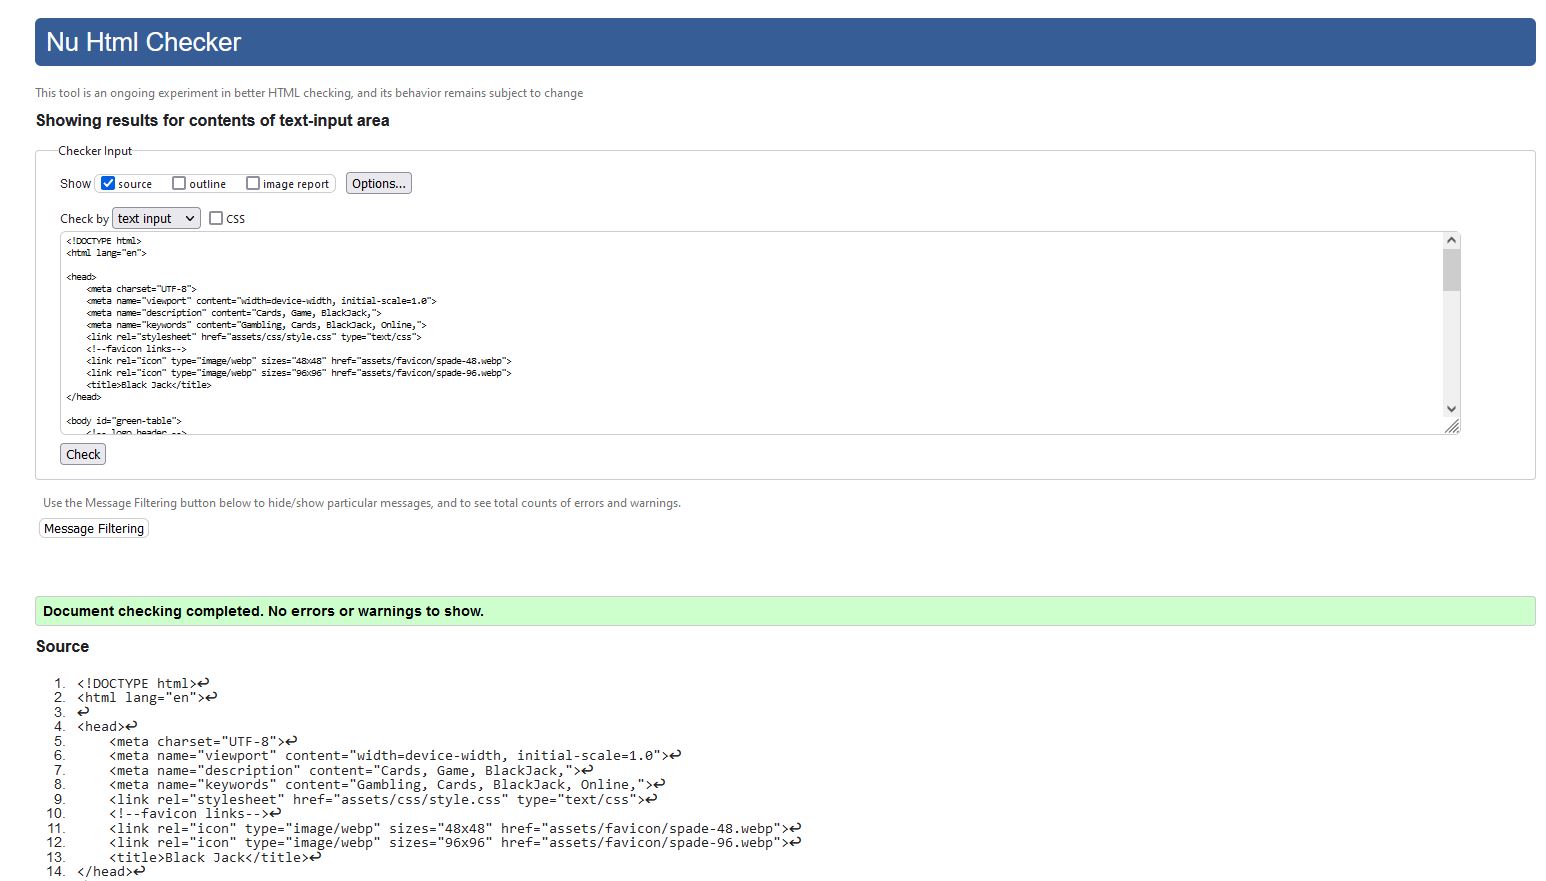 Nu Html Checker
This tool is an ongoing experiment in better HTML checking, and its behavior remains subject to change
Showing results for contents of text-input area
Checker Input
Show source outline image report Options...
Check by text input CSS
<!DOCTYPE html>
<html lang="en">
<head>
    <meta charset="UTF-8">
    <meta name="viewport" content="width=device-width, initial-scale=1.0">
    <meta name="description" content="Cards, Game, BlackJack,">
    <meta name="keywords" content="Gambling, Cards, BlackJack, Online,">
    <link rel="stylesheet" href="assets/css/style.css" type="text/css">
    <!--favicon links-->
    <link rel="icon" type="image/webp" sizes="48x48" href="assets/favicon/spade-48.webp">
    <link rel="icon" type="image/webp" sizes="96x96" href="assets/favicon/spade-96.webp">
    <title>Black Jack</title>
</head>
<body id="green-table">
    <!-- logo header -->
Check
Use the Message Filtering button below to hide/show particular messages, and to see total counts of errors and warnings.
Message Filtering
Document checking completed. No errors or warnings to show.
Source
1. <!DOCTYPE html>↩
2. <html lang="en">↩
3. ↩
4. <head>↩
5.     <meta charset="UTF-8">↩
6.     <meta name="viewport" content="width=device-width, initial-scale=1.0">↩
7.     <meta name="description" content="Cards, Game, BlackJack,">↩
8.     <meta name="keywords" content="Gambling, Cards, BlackJack, Online,">↩
9.     <link rel="stylesheet" href="assets/css/style.css" type="text/css">↩
10.     <!--favicon links-->↩
11.     <link rel="icon" type="image/webp" sizes="48x48" href="assets/favicon/spade-48.webp">↩
12.     <link rel="icon" type="image/webp" sizes="96x96" href="assets/favicon/spade-96.webp">↩
13.     <title>Black Jack</title>↩
14. </head>↩